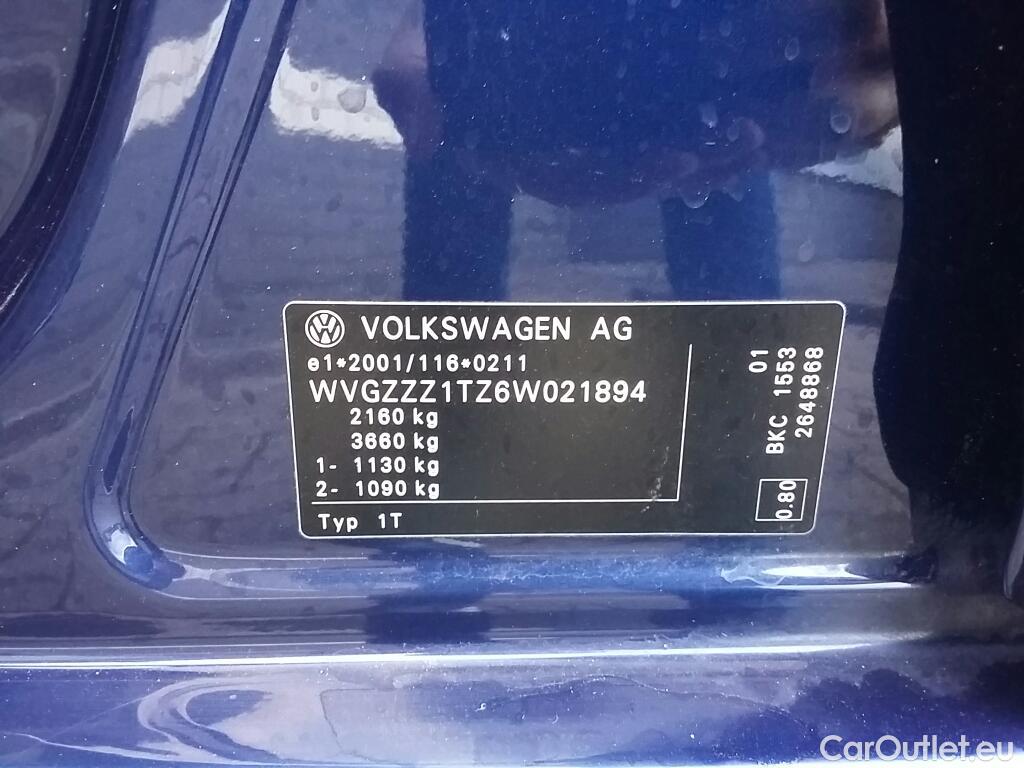 VOLKSWAGEN AG
e1*2001/116*0211
WVGZZZ1TZ6W021894
2160 kg
3660 kg
1- 1130 kg
2- 1090 kg
Typ 1T
01
BKC 1553
2648868
0.80
CarOutlet.eu